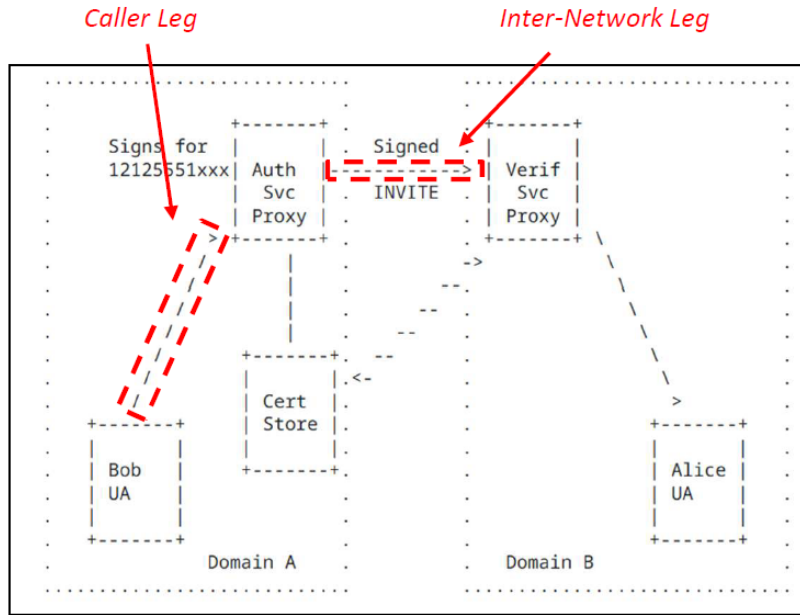 Caller Leg
Inter-Network Leg
Signs for
12125551xxx
Auth
Svc
Proxy
Signed
INVITE
Verif
Svc
Proxy
Cert
Store
Bob
UA
Alice
UA
Domain A
Domain B